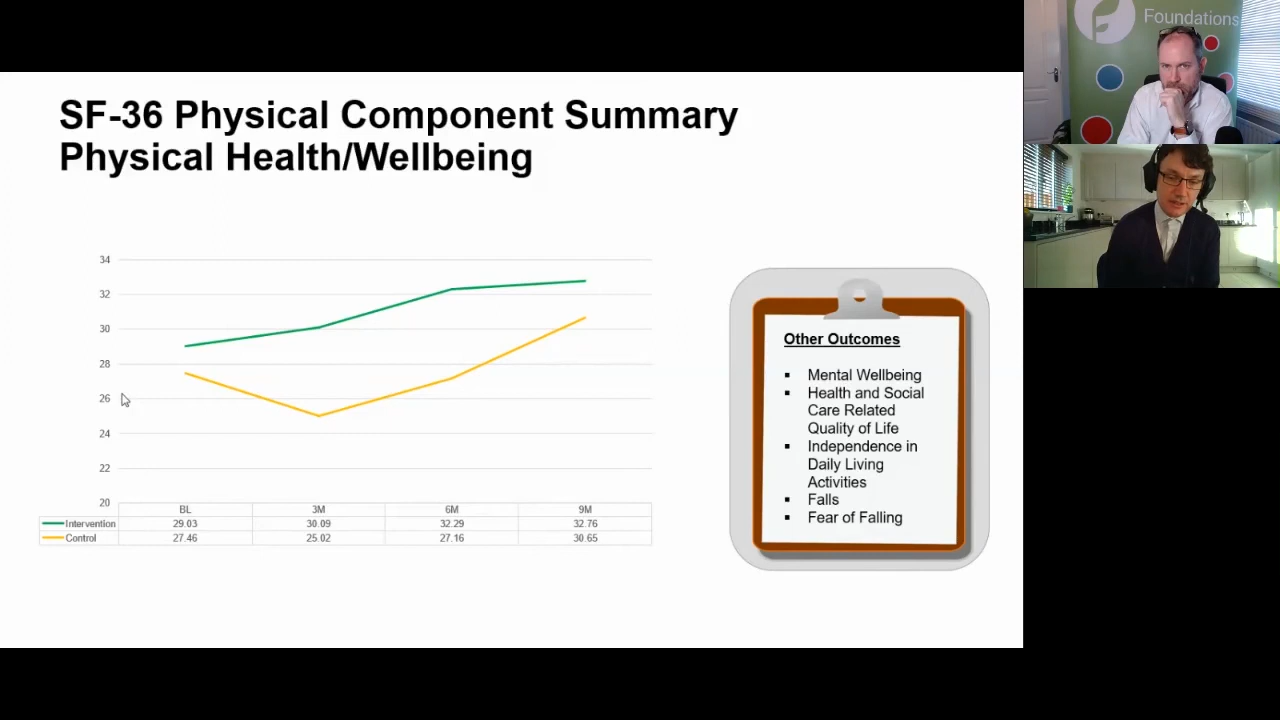 Foundations
SF-36 Physical Component Summary
Physical Health/Wellbeing
34
32
30
28
26
24
22
20
BL 3M 6M 9M
Intervention 29.03 30.09 32.29 32.76
Control 27.46 25.02 27.16 30.65
Other Outcomes
▪ Mental Wellbeing
▪ Health and Social
Care Related
Quality of Life
▪ Independence in
Daily Living
Activities
▪ Falls
▪ Fear of Falling